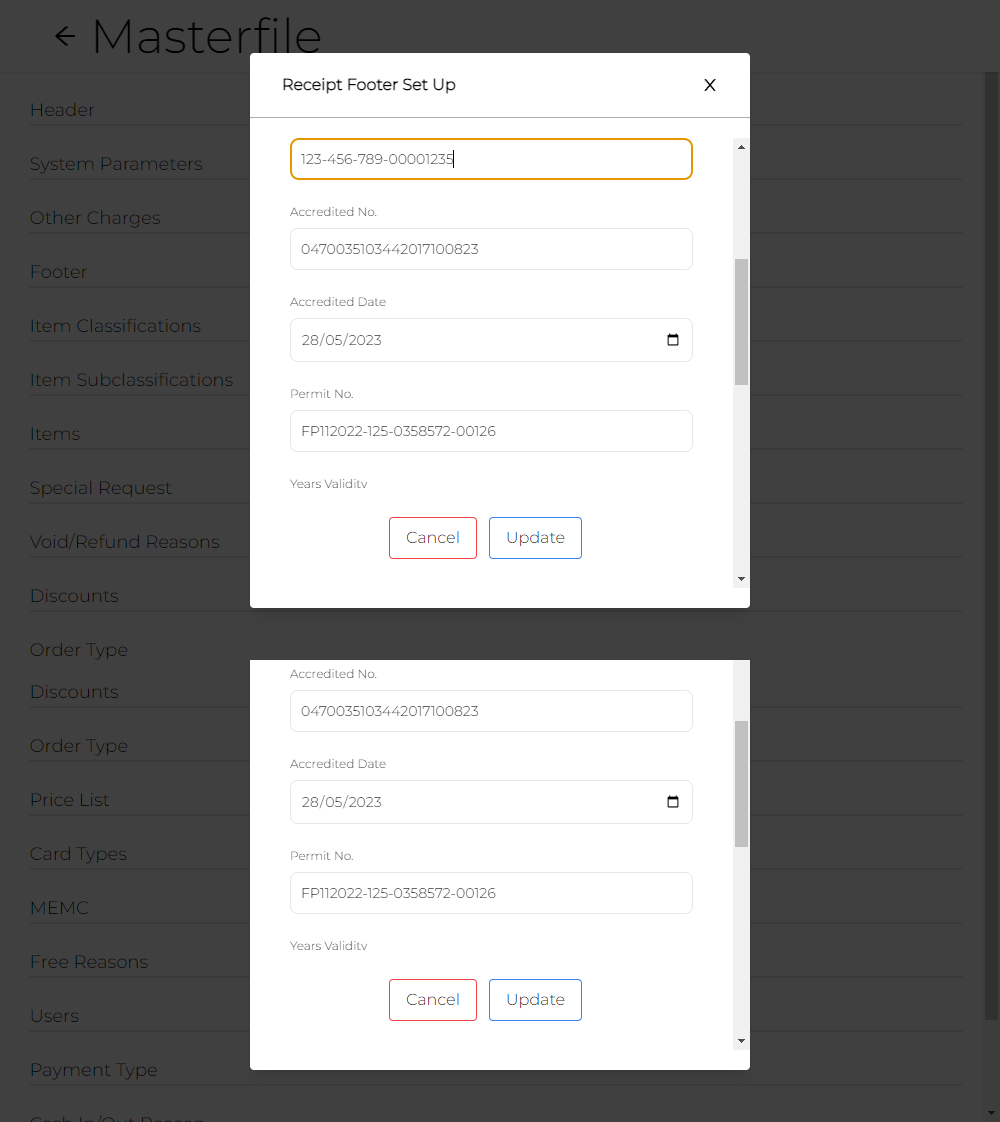 ← Masterfile
Receipt Footer Set Up X
Header
System Parameters
Other Charges
Footer
Item Classifications
Item Subclassifications
Items
Special Request
Void/Refund Reasons
Discounts
Order Type
Discounts
Order Type
Price List
Card Types
MEMC
Free Reasons
Users
Payment Type
Cash In/Out Reason
123-456-789-00001235
Accredited No.
0470035103442017100823
Accredited Date
28/05/2023
Permit No.
FP112022-125-0358572-00126
Years Validity
Cancel Update
Accredited No.
0470035103442017100823
Accredited Date
28/05/2023
Permit No.
FP112022-125-0358572-00126
Years Validity
Cancel Update